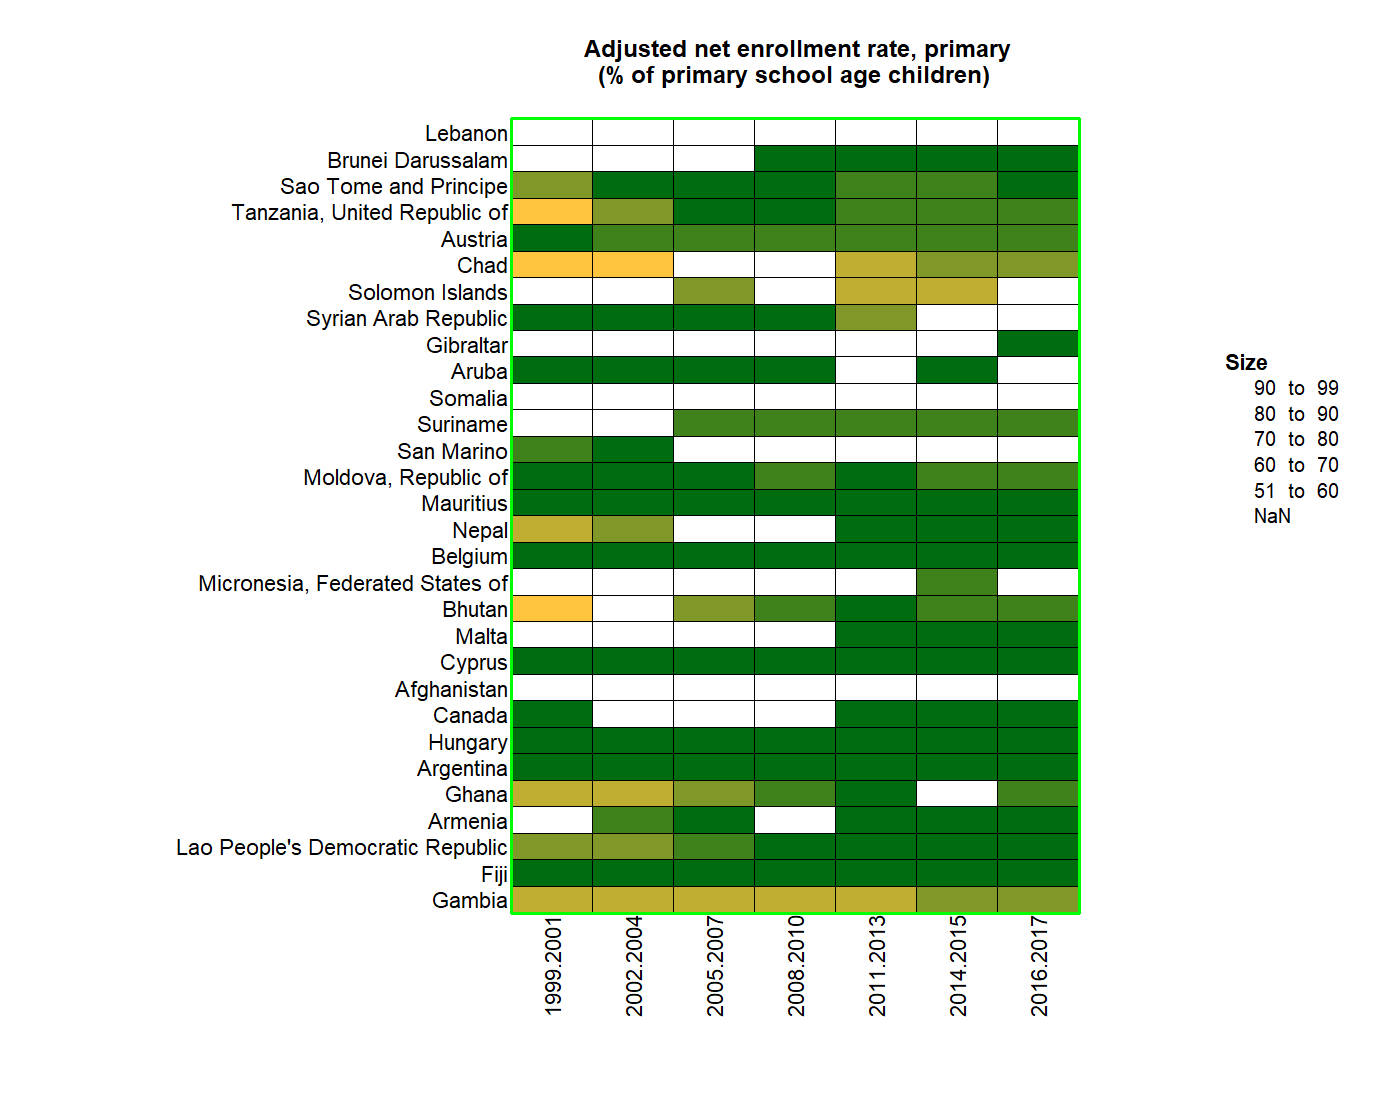 Adjusted net enrollment rate, primary
(% of primary school age children)
Lebanon
Brunei Darussalam
Sao Tome and Principe
Tanzania, United Republic of
Austria
Chad
Solomon Islands
Syrian Arab Republic
Gibraltar
Aruba
Somalia
Suriname
San Marino
Moldova, Republic of
Mauritius
Nepal
Belgium
Micronesia, Federated States of
Bhutan
Malta
Cyprus
Afghanistan
Canada
Hungary
Argentina
Ghana
Armenia
Lao People's Democratic Republic
Fiji
Gambia
1999.2001
2002.2004
2005.2007
2008.2010
2011.2013
2014.2015
2016.2017
Size
90 to 99
80 to 90
70 to 80
60 to 70
51 to 60
NaN